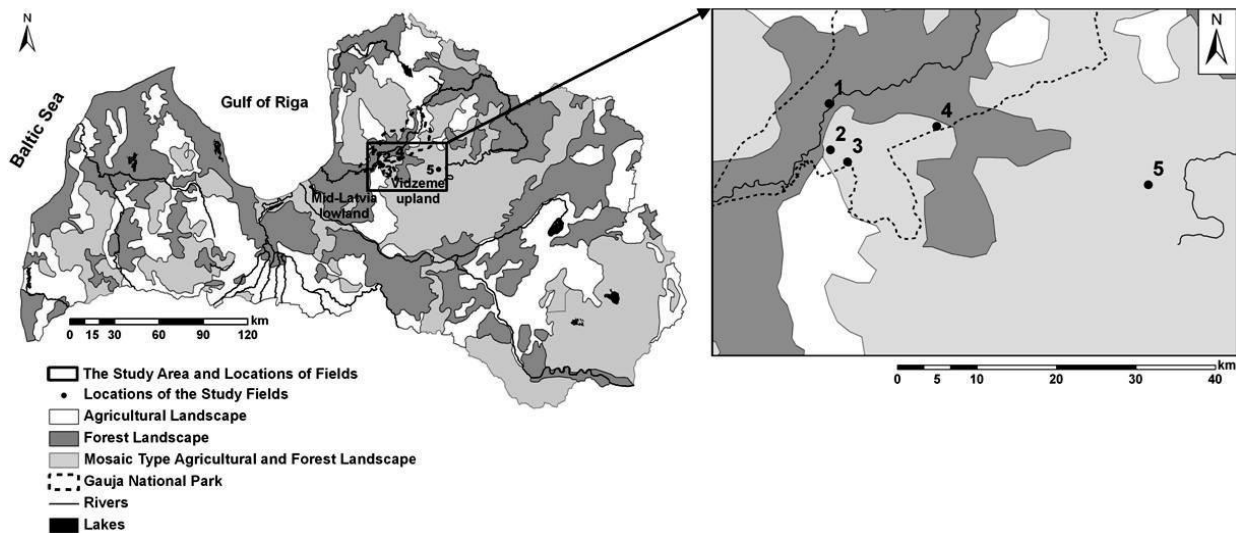 N
Baltic Sea
Gulf of Riga
2
4
3
5
Mid-Latvia
lowland
Vidzeme
upland
km
0 15 30 60 90 120
The Study Area and Locations of Fields
Locations of the Study Fields
Agricultural Landscape
Forest Landscape
Mosaic Type Agricultural and Forest Landscape
Gauja National Park
Rivers
Lakes
N
1
2
3
4
5
km
0 5 10 20 30 40